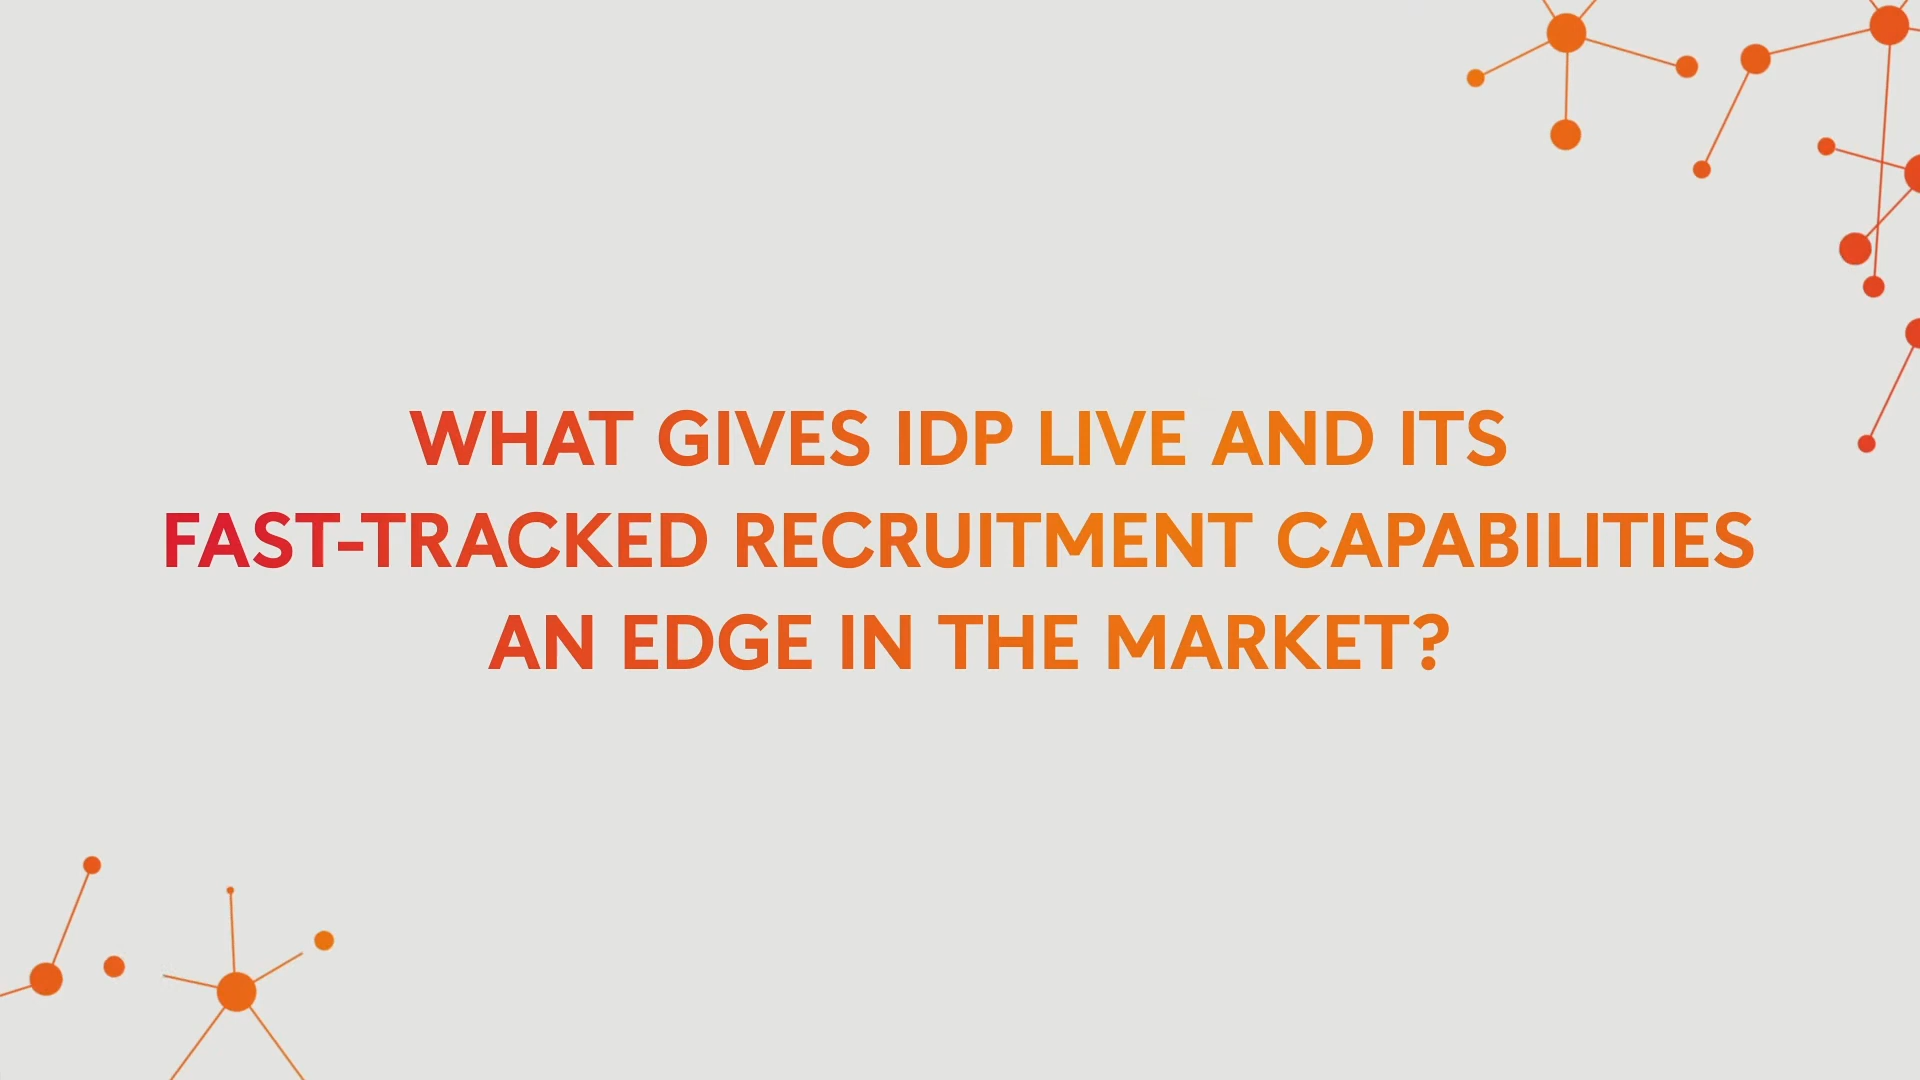 WHAT GIVES IDP LIVE AND ITS
FAST-TRACKED RECRUITMENT CAPABILITIES
AN EDGE IN THE MARKET?